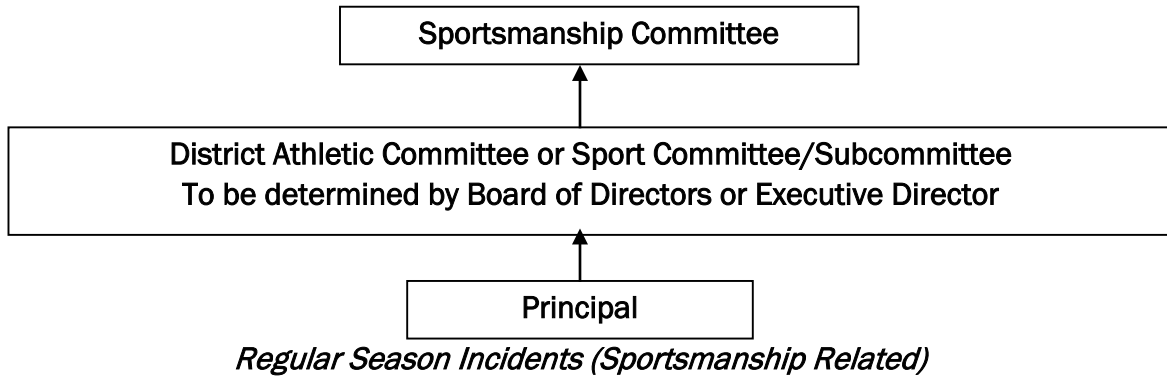 Sportsmanship Committee
District Athletic Committee or Sport Committee/Subcommittee
To be determined by Board of Directors or Executive Director
Principal
Regular Season Incidents (Sportsmanship Related)